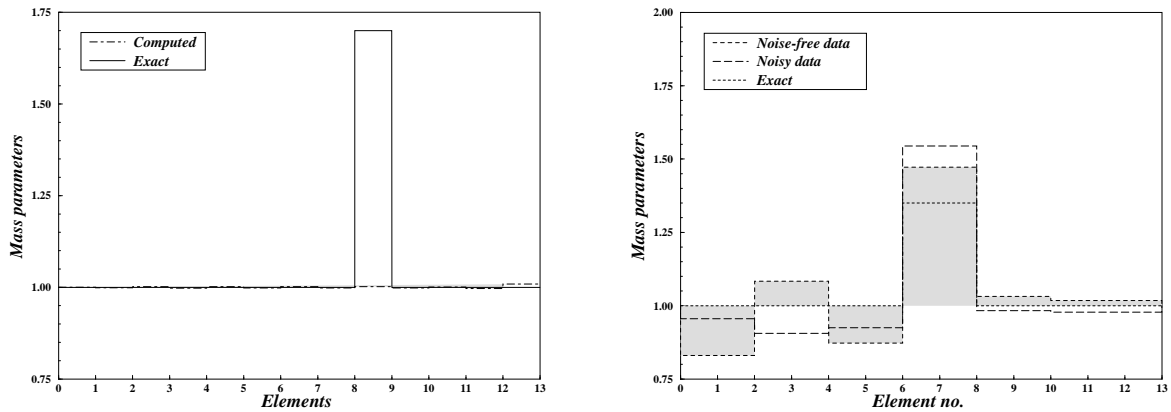 1.75
1.50
1.25
1.00
0.75
Mass parameters
Computed
Exact
0 1 2 3 4 5 6 7 8 9 10 11 12 13
Elements
2.00
1.75
1.50
1.25
1.00
0.75
Mass parameters
Noise-free data
Noisy data
Exact
0 1 2 3 4 5 6 7 8 9 10 11 12 13
Element no.